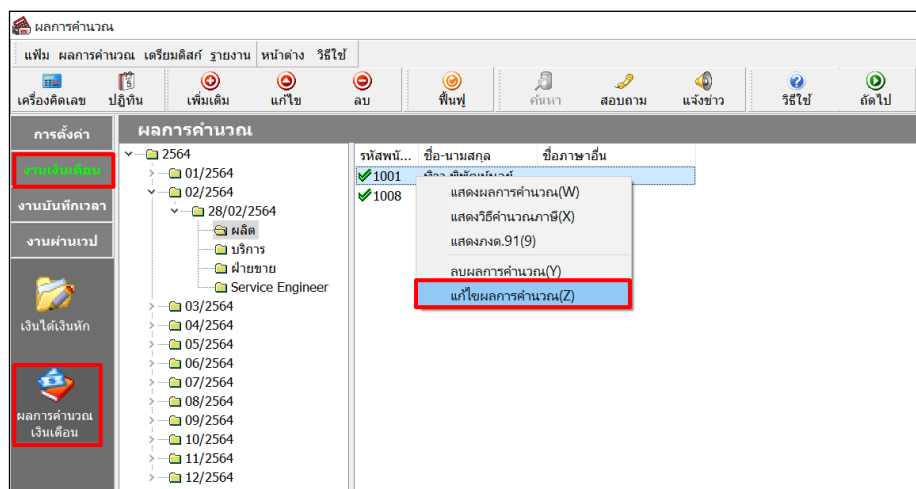 ผลการคำนวณ
แฟ้ม ผลการคำนวณ เตรียมดิสก์ รูายงาน หน้าต่าง วิธีใช้
เครื่องคิดเลข ปฏิทิน เพิ่มเติม แก้ไข ลบ ฟื้นฟู ค้นหา สอบถาม แจ้งข่าว วิธีใช้ ถัดไป
การตั้งค่า
งานเงินเดือน
งานบันทึกเวลา
งานผ่านเวป
เงินได้เงินหัก
ผลการคำนวณ
เงินเดือน
ผลการคำนวณ
2564
01/2564
02/2564
28/02/2564
ผลิต
บริการ
ฝ่ายขาย
Service Engineer
03/2564
04/2564
05/2564
06/2564
07/2564
08/2564
09/2564
10/2564
11/2564
12/2564
รหัสพนั... ชื่อ-นามสกุล ชื่อภาษาอื่น
1001
1008
แสดงผลการคำนวณ(W)
แสดงวิธีคำนวณภาษี(X)
แสดงภงด.91(9)
ลบผลการคำนวณ(Y)
แก้ไขผลการคำนวณ(Z)